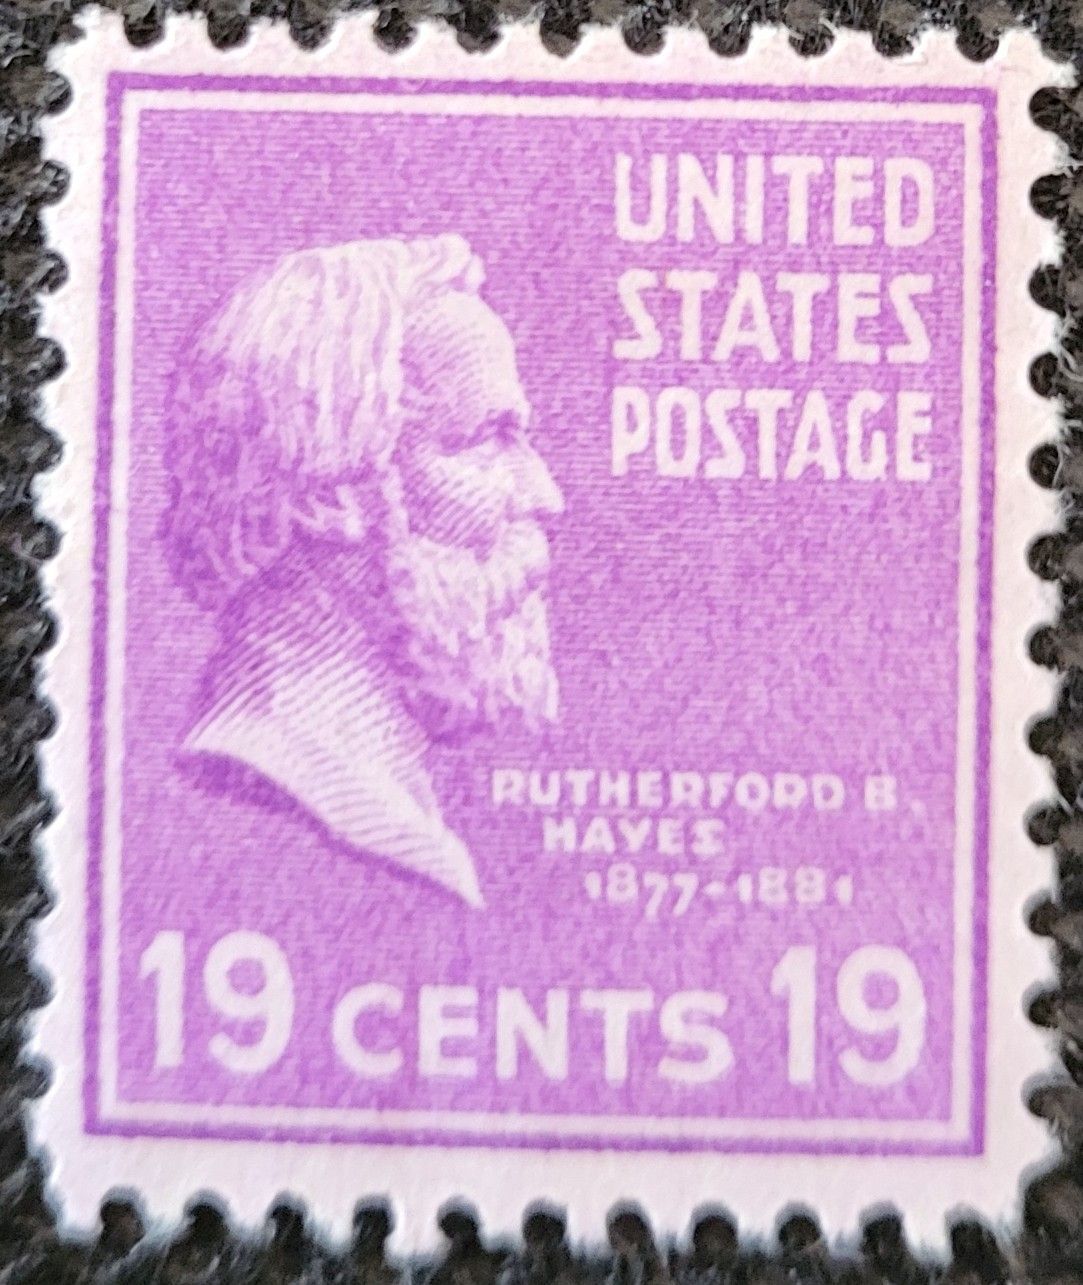 UNITED
STATES
POSTAGE
RUTHERFORD B.
HAYES
1877-1881
19 CENTS 19